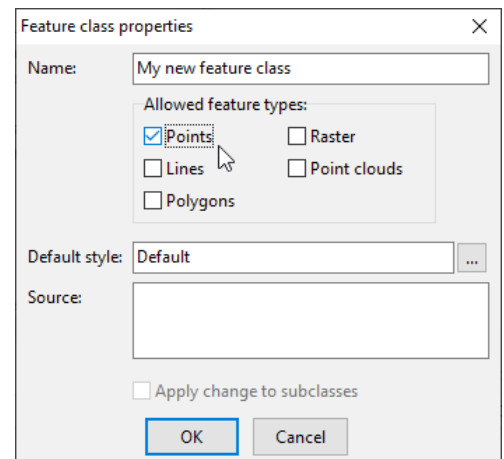 Feature class properties
Name: My new feature class
Allowed feature types:
Points Raster
Lines Point clouds
Polygons
Default style: Default ...
Source:
Apply change to subclasses
OK Cancel